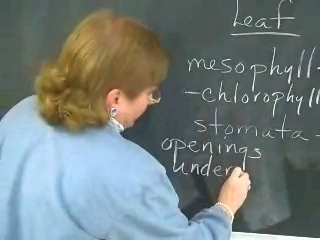 Leaf
mesophyll-
-chlorophyll
stomata-
openings
under